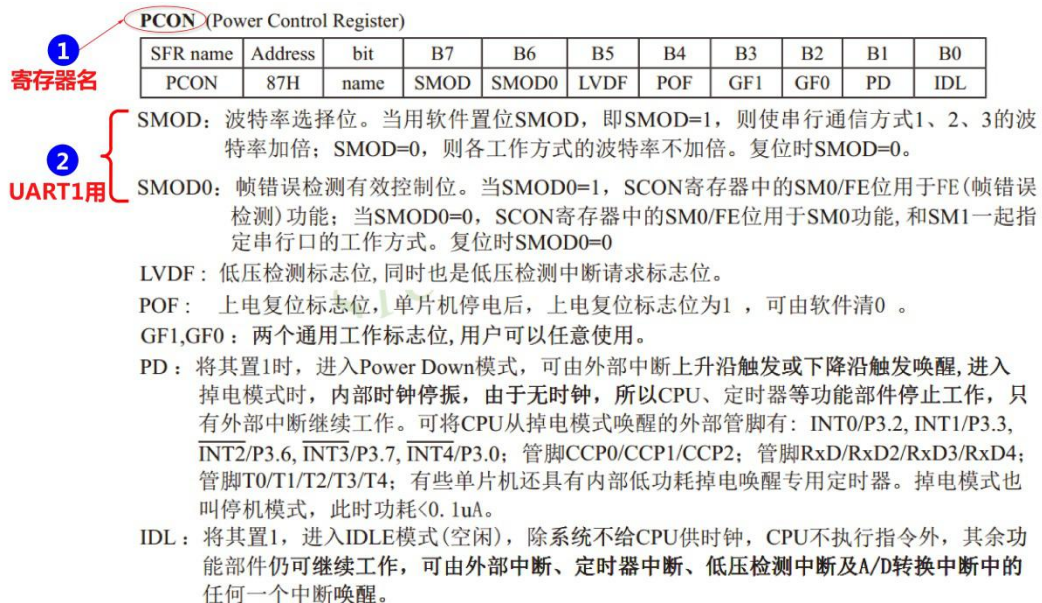 PCON (Power Control Register)
1
寄存器名
SFR name Address bit B7 B6 B5 B4 B3 B2 B1 B0
PCON 87H name SMOD SMOD0 LVDF POF GF1 GF0 PD IDL
2
UART1用
SMOD：波特率选择位。当用软件置位SMOD，即SMOD=1，则使串行通信方式1、2、3的波
特率加倍；SMOD=0，则各工作方式的波特率不加倍。复位时SMOD=0。
SMOD0：帧错误检测有效控制位。当SMOD0=1，SCON寄存器中的SM0/FE位用于FE(帧错误
检测)功能；当SMOD0=0，SCON寄存器中的SM0/FE位用于SM0功能,和SM1一起指
定串行口的工作方式。复位时SMOD0=0
LVDF：低压检测标志位,同时也是低压检测中断请求标志位。
POF： 上电复位标志位，单片机停电后，上电复位标志位为1 ，可由软件清0 。
GF1,GF0：两个通用工作标志位,用户可以任意使用。
PD：将其置1时，进入Power Down模式，可由外部中断上升沿触发或下降沿触发唤醒,进入
掉电模式时，内部时钟停振，由于无时钟，所以CPU、定时器等功能部件停止工作，只
有外部中断继续工作。可将CPU从掉电模式唤醒的外部管脚有：INT0/P3.2, INT1/P3.3,
INT2/P3.6, INT3/P3.7, INT4/P3.0；管脚CCP0/CCP1/CCP2；管脚RxD/RxD2/RxD3/RxD4；
管脚T0/T1/T2/T3/T4；有些单片机还具有内部低功耗掉电唤醒专用定时器。掉电模式也
叫停机模式，此时功耗<0.1uA。
IDL：将其置1，进入IDLE模式(空闲)，除系统不给CPU供时钟，CPU不执行指令外，其余功
能部件仍可继续工作，可由外部中断、定时器中断、低压检测中断及A/D转换中断中的
任何一个中断唤醒。